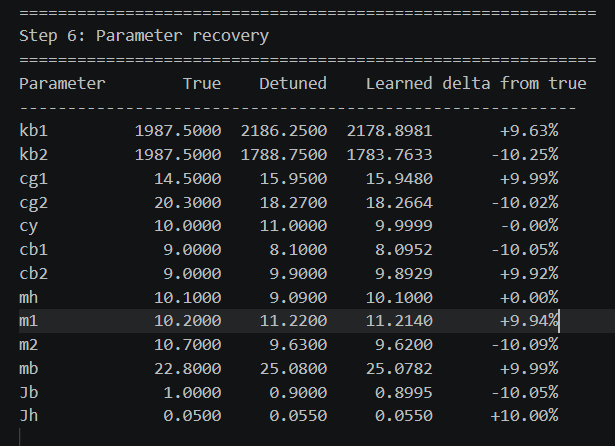 ============================================================
Step 6: Parameter recovery
============================================================
Parameter        True    Detuned    Learned delta from true
----------------------------------------------------------
kb1         1987.5000  2186.2500  2178.8981       +9.63%
kb2         1987.5000  1788.7500  1783.7633      -10.25%
cg1           14.5000    15.9500    15.9480       +9.99%
cg2           20.3000    18.2700    18.2664      -10.02%
cy            10.0000    11.0000     9.9999       -0.00%
cb1            9.0000     8.1000     8.0952      -10.05%
cb2            9.0000     9.9000     9.8929       +9.92%
mh            10.1000     9.0900    10.1000       +0.00%
m1            10.2000    11.2200    11.2140       +9.94%
m2            10.7000     9.6300     9.6200      -10.09%
mb            22.8000    25.0800    25.0782       +9.99%
Jb             1.0000     0.9000     0.8995      -10.05%
Jh             0.0500     0.0550     0.0550      +10.00%